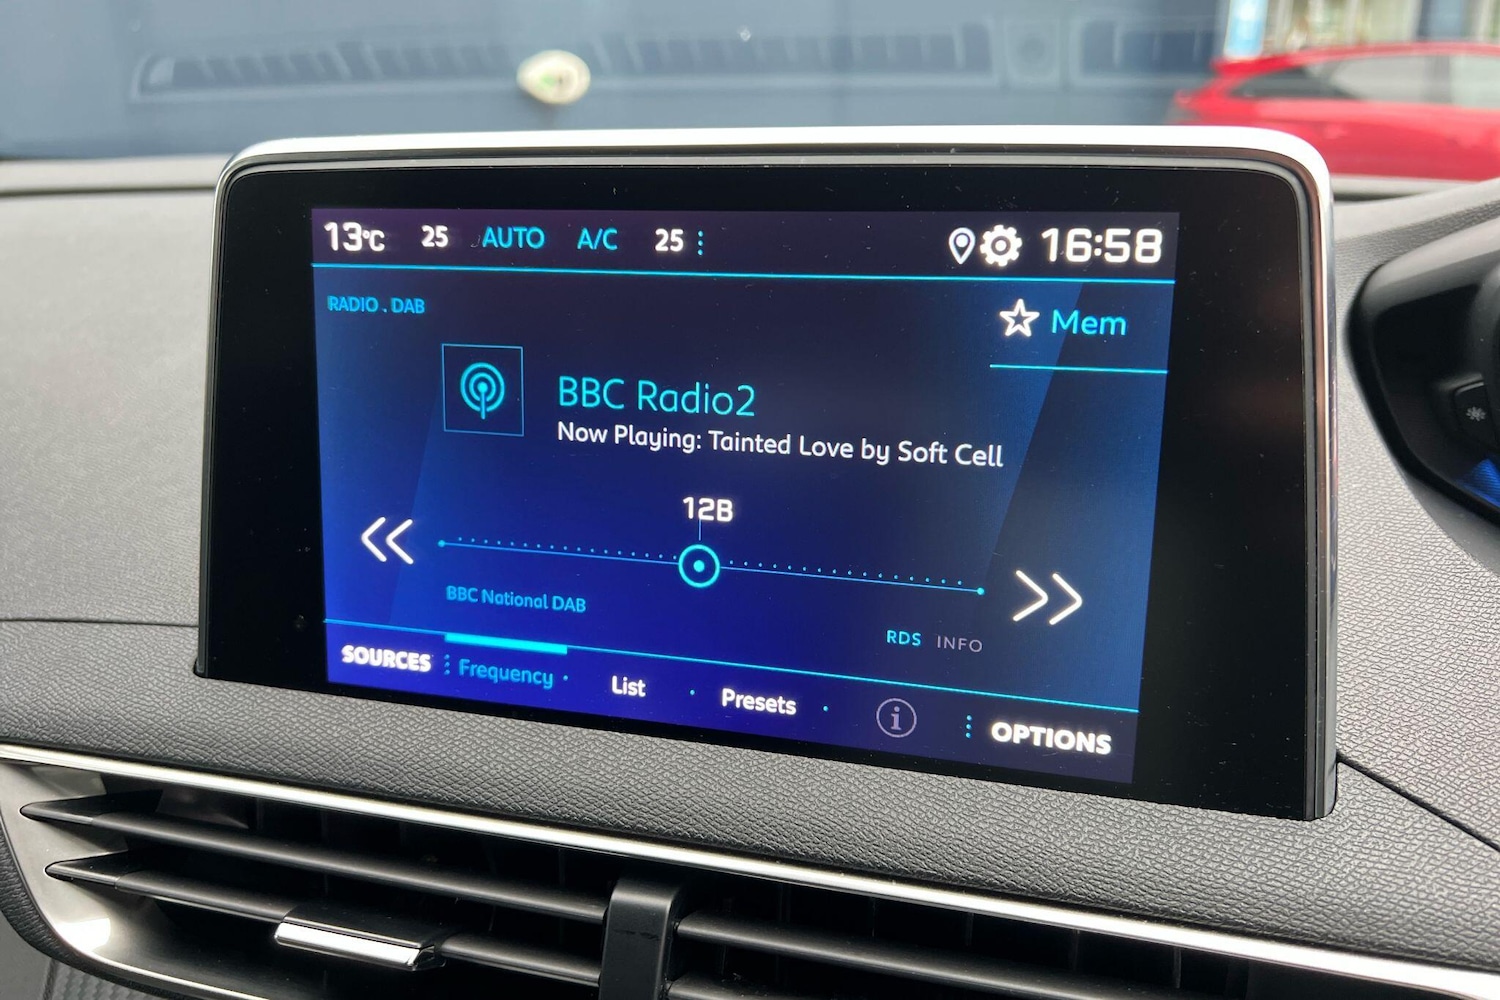 13°C 25 AUTO A/C 25 16:58
RADIO . DAB
Mem
BBC Radio2
Now Playing: Tainted Love by Soft Cell
12B
BBC National DAB
RDS INFO
SOURCES Frequency List Presets i OPTIONS